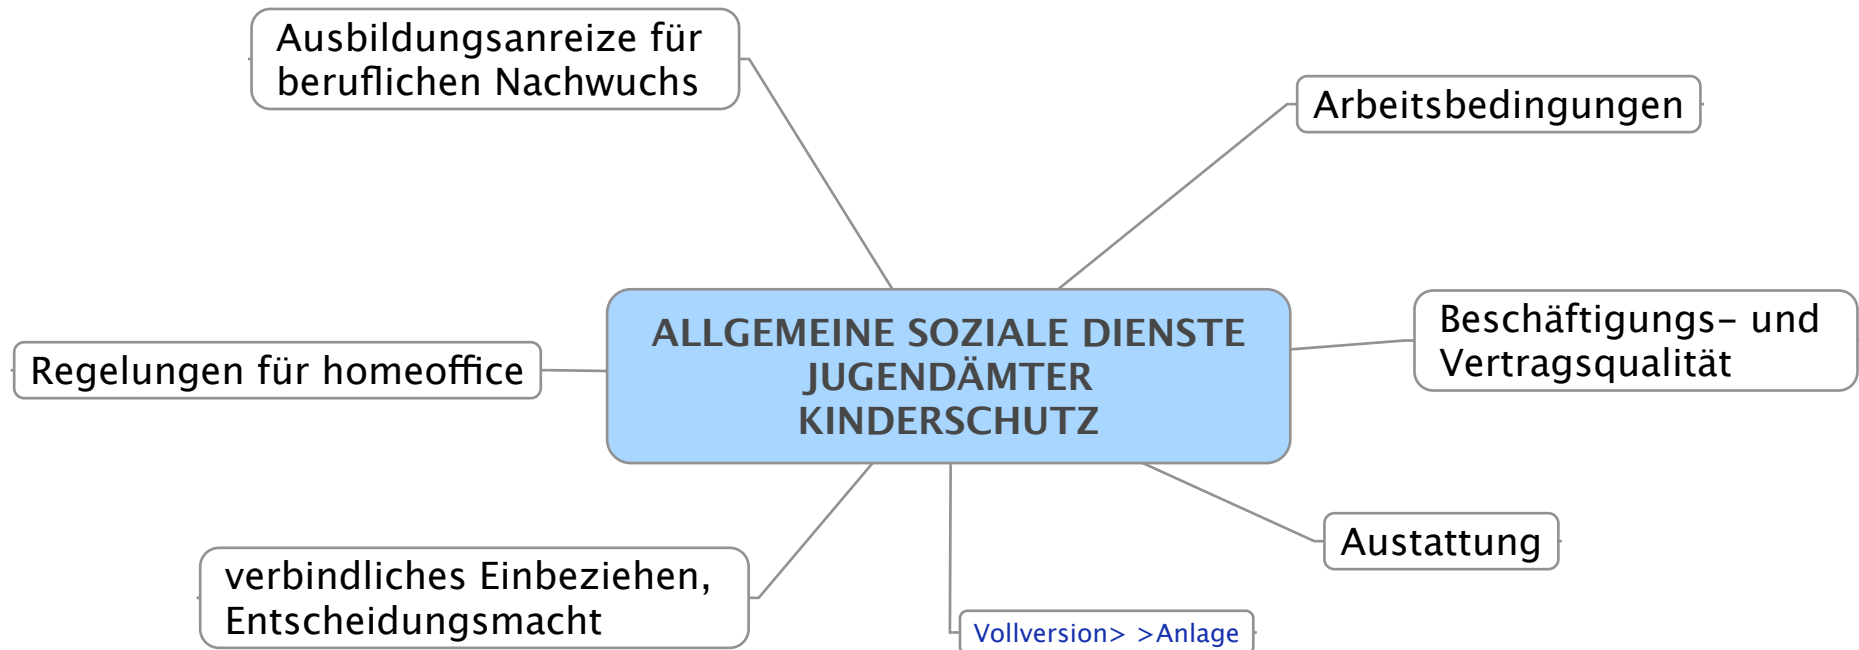 Ausbildungsanreize für
beruflichen Nachwuchs
Arbeitsbedingungen
ALLGEMEINE SOZIALE DIENSTE
JUGENDÄMTER
KINDERSCHUTZ
Beschäftigungs- und
Vertragsqualität
Regelungen für homeoffice
Austattung
verbindliches Einbeziehen,
Entscheidungsmacht
Vollversion> >Anlage